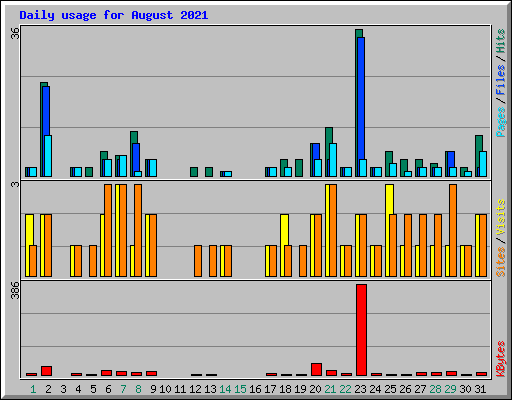 Daily usage for August 2021
36
3
386
Pages / Files / Hits
Sites / Visits
KBytes
1 2 3 4 5 6 7 8 9 10 11 12 13 14 15 16 17 18 19 20 21 22 23 24 25 26 27 28 29 30 31